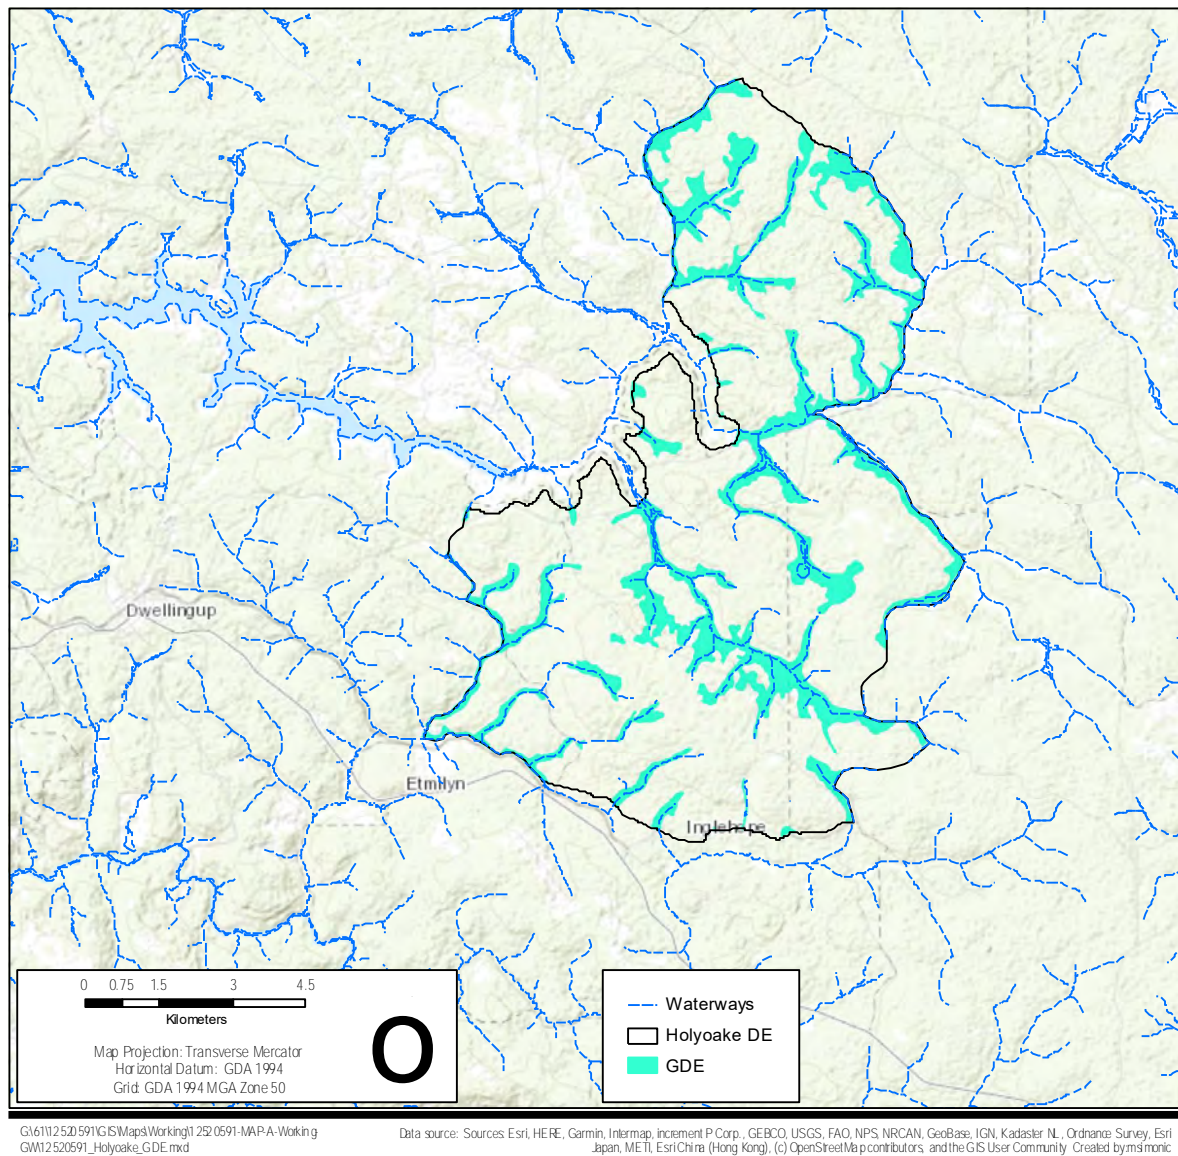 Dwellingup
Etmilyn
Inglehope
0 0.75 1.5 3 4.5
Kilometers
Map Projection: Transverse Mercator
Horizontal Datum: GDA 1994
Grid: GDA 1994 MGA Zone 50
O
Waterways
Holyoake DE
GDE
G:\61\12520591\GIS\Maps\Working\12520591-MAP-A-Working-
GW\12520591_Holyoake_GDE.mxd
Data source: Sources: Esri, HERE, Garmin, Intermap, increment P Corp., GEBCO, USGS, FAO, NPS, NRCAN, GeoBase, IGN, Kadaster NL, Ordnance Survey, Esri
Japan, METI, Esri China (Hong Kong), (c) OpenStreetMap contributors, and the GIS User Community Created by:msimonic